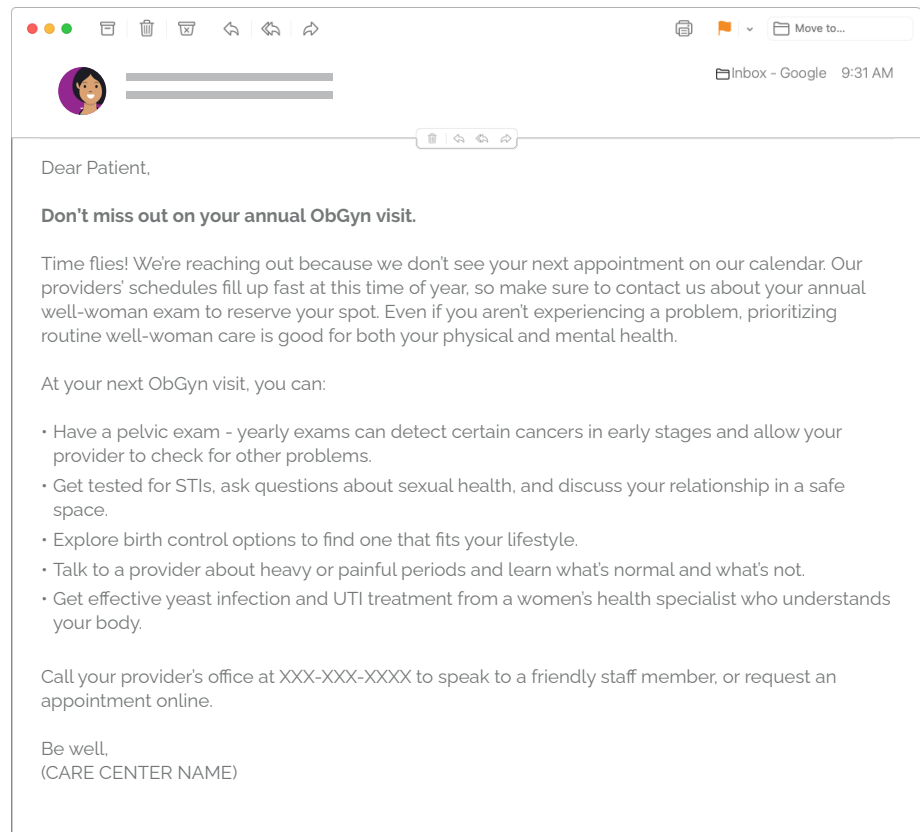 Move to...
Inbox - Google 9:31 AM
Dear Patient,
Don't miss out on your annual ObGyn visit.
Time flies! We're reaching out because we don't see your next appointment on our calendar. Our
providers' schedules fill up fast at this time of year, so make sure to contact us about your annual
well-woman exam to reserve your spot. Even if you aren't experiencing a problem, prioritizing
routine well-woman care is good for both your physical and mental health.
At your next ObGyn visit, you can:
• Have a pelvic exam - yearly exams can detect certain cancers in early stages and allow your
provider to check for other problems.
• Get tested for STIs, ask questions about sexual health, and discuss your relationship in a safe
space.
• Explore birth control options to find one that fits your lifestyle.
• Talk to a provider about heavy or painful periods and learn what's normal and what's not.
• Get effective yeast infection and UTI treatment from a women's health specialist who understands
your body.
Call your provider's office at XXX-XXX-XXXX to speak to a friendly staff member, or request an
appointment online.
Be well,
(CARE CENTER NAME)